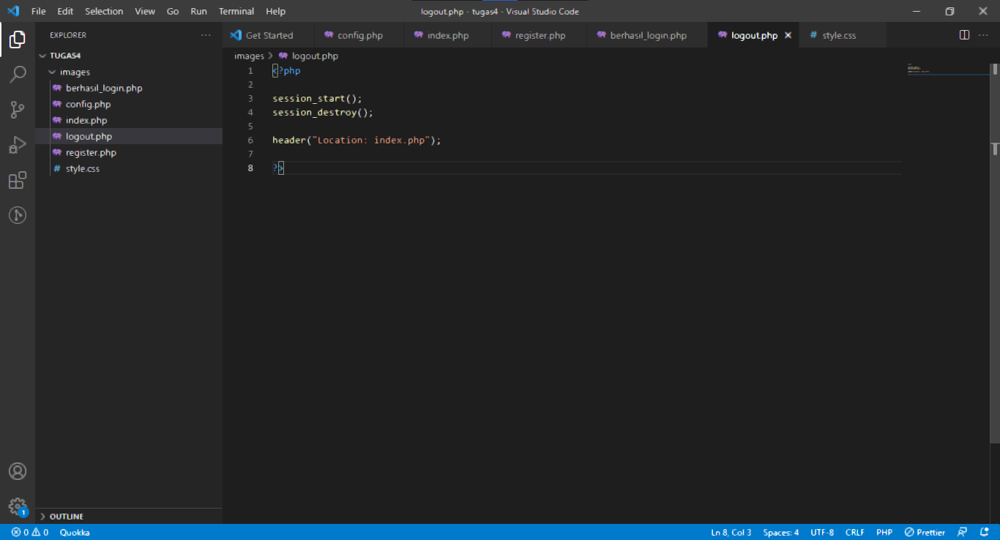 File Edit Selection View Go Run Terminal Help logout.php - tugas4 - Visual Studio Code
EXPLORER
Get Started config.php index.php register.php berhasil_login.php logout.php style.css
TUGAS4
images
berhasil_login.php
config.php
index.php
logout.php
register.php
style.css
OUTLINE
images > logout.php
1 <?php
2
3 session_start();
4 session_destroy();
5
6 header("Location: index.php");
7
8 ?>
1
0 0 Quokka Ln 8, Col 3 Spaces: 4 UTF-8 CRLF PHP Prettier